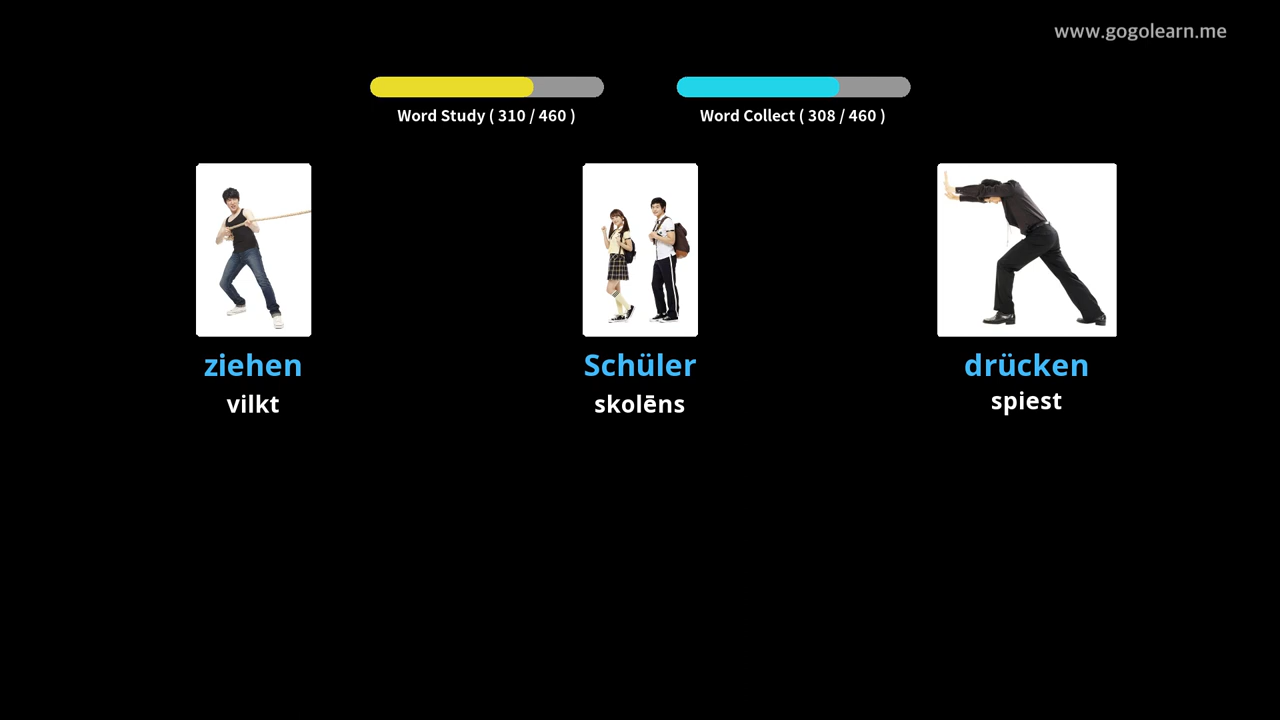 www.gogolearn.me
Word Study ( 310 / 460 )
Word Collect ( 308 / 460 )
ziehen
vilkt
Schüler
skolēns
drücken
spiest